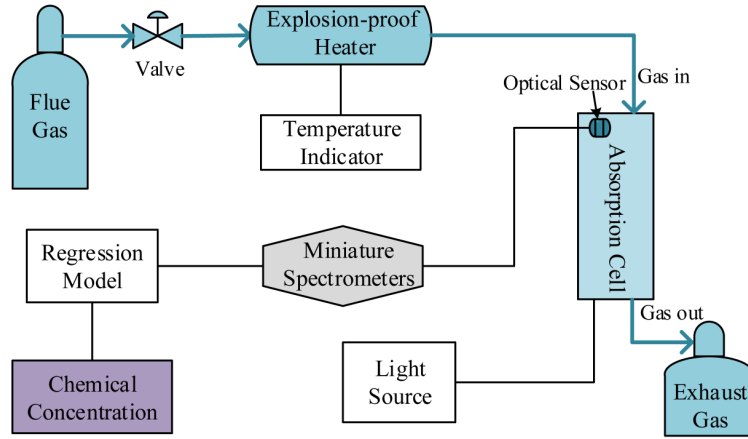 Explosion-proof
Heater
Valve
Flue
Gas
Optical Sensor
Gas in
Temperature
Indicator
Absorption Cell
Regression
Model
Miniature
Spectrometers
Gas out
Light
Source
Chemical
Concentration
Exhaust
Gas